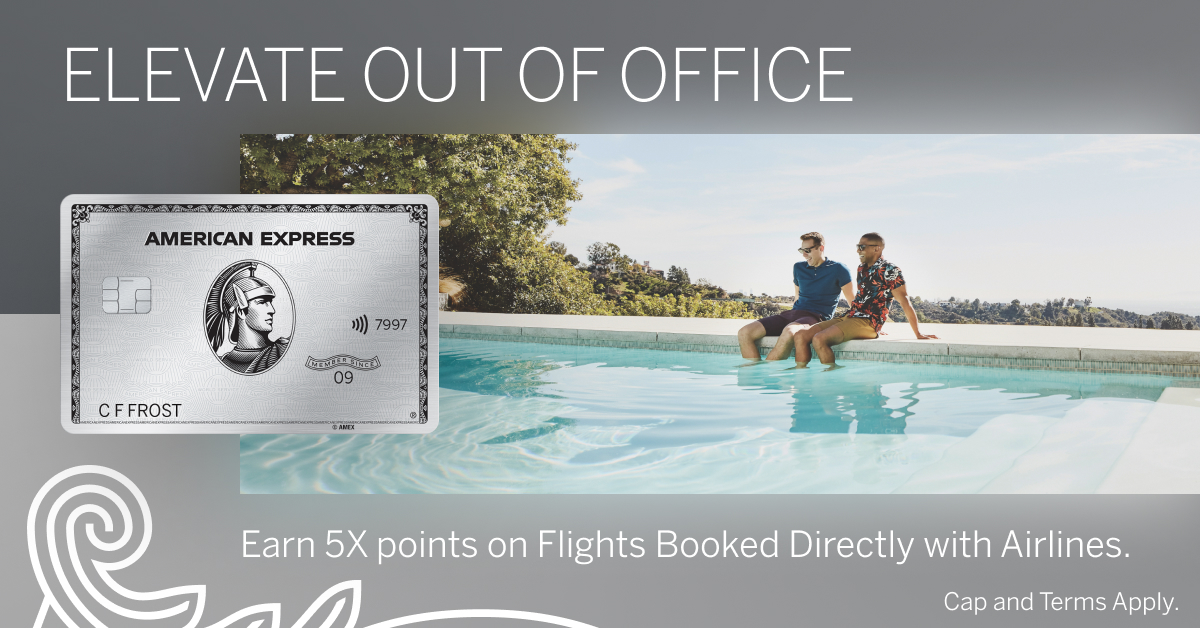 ELEVATE OUT OF OFFICE
AMERICAN EXPRESS
7997
MEMBER SINCE
09
C F FROST
®
© AMEX
Earn 5X points on Flights Booked Directly with Airlines.
Cap and Terms Apply.